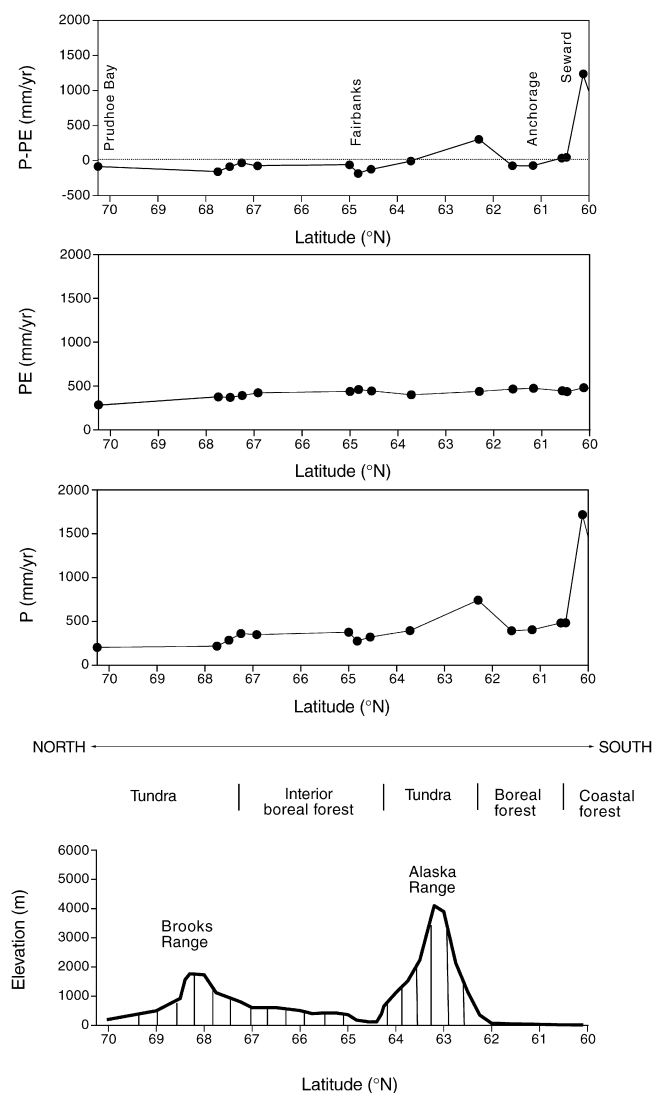 2000
1500
1000
500
0
-500
P-PE (mm/yr)
Prudhoe Bay
Fairbanks
Anchorage
Seward
70 69 68 67 66 65 64 63 62 61 60
Latitude (°N)
2000
1500
1000
500
0
PE (mm/yr)
70 69 68 67 66 65 64 63 62 61 60
Latitude (°N)
2000
1500
1000
500
0
P (mm/yr)
70 69 68 67 66 65 64 63 62 61 60
Latitude (°N)
NORTH SOUTH
Tundra
Interior
boreal forest
Tundra
Boreal
forest
Coastal
forest
6000
5000
4000
3000
2000
1000
0
Elevation (m)
Brooks
Range
Alaska
Range
70 69 68 67 66 65 64 63 62 61 60
Latitude (°N)